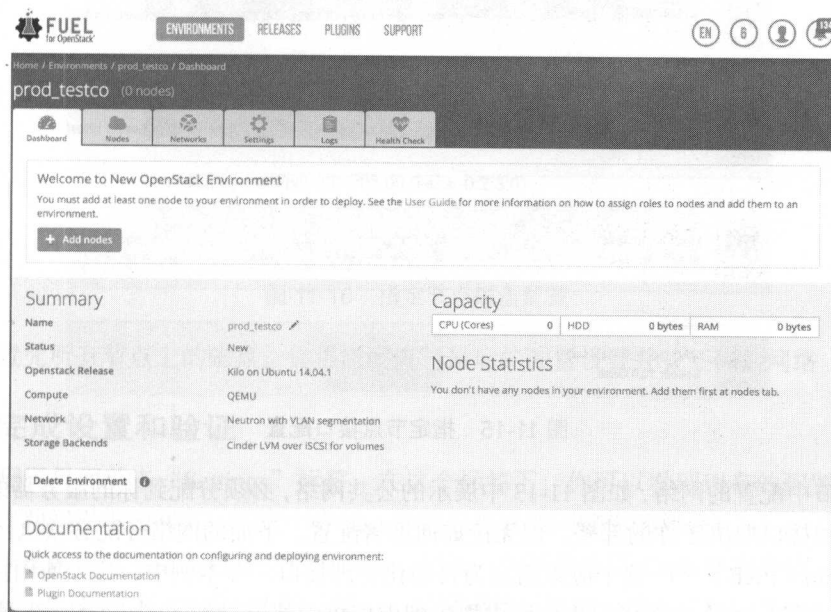 FUEL
for OpenStack
ENVIRONMENTS RELEASES PLUGINS SUPPORT
EN 6
Home / Environments / prod_testco / Dashboard
prod_testco (0 nodes)
Dashboard Nodes Networks Settings Logs Health Check
Welcome to New OpenStack Environment
You must add at least one node to your environment in order to deploy. See the User Guide for more information on how to assign roles to nodes and add them to an
environment.
+ Add nodes
Summary
Name prod_testco
Status New
Openstack Release Kilo on Ubuntu 14.04.1
Compute QEMU
Network Neutron with VLAN segmentation
Storage Backends Cinder LVM over iSCSI for volumes
Delete Environment
Capacity
CPU (Cores) 0 HDD 0 bytes RAM 0 bytes
Node Statistics
You don't have any nodes in your environment. Add them first at nodes tab.
Documentation
Quick access to the documentation on configuring and deploying environment:
OpenStack Documentation
Plugin Documentation